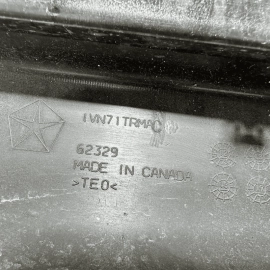 1VN71TRMAC
62329
MADE IN CANADA
>TEO<